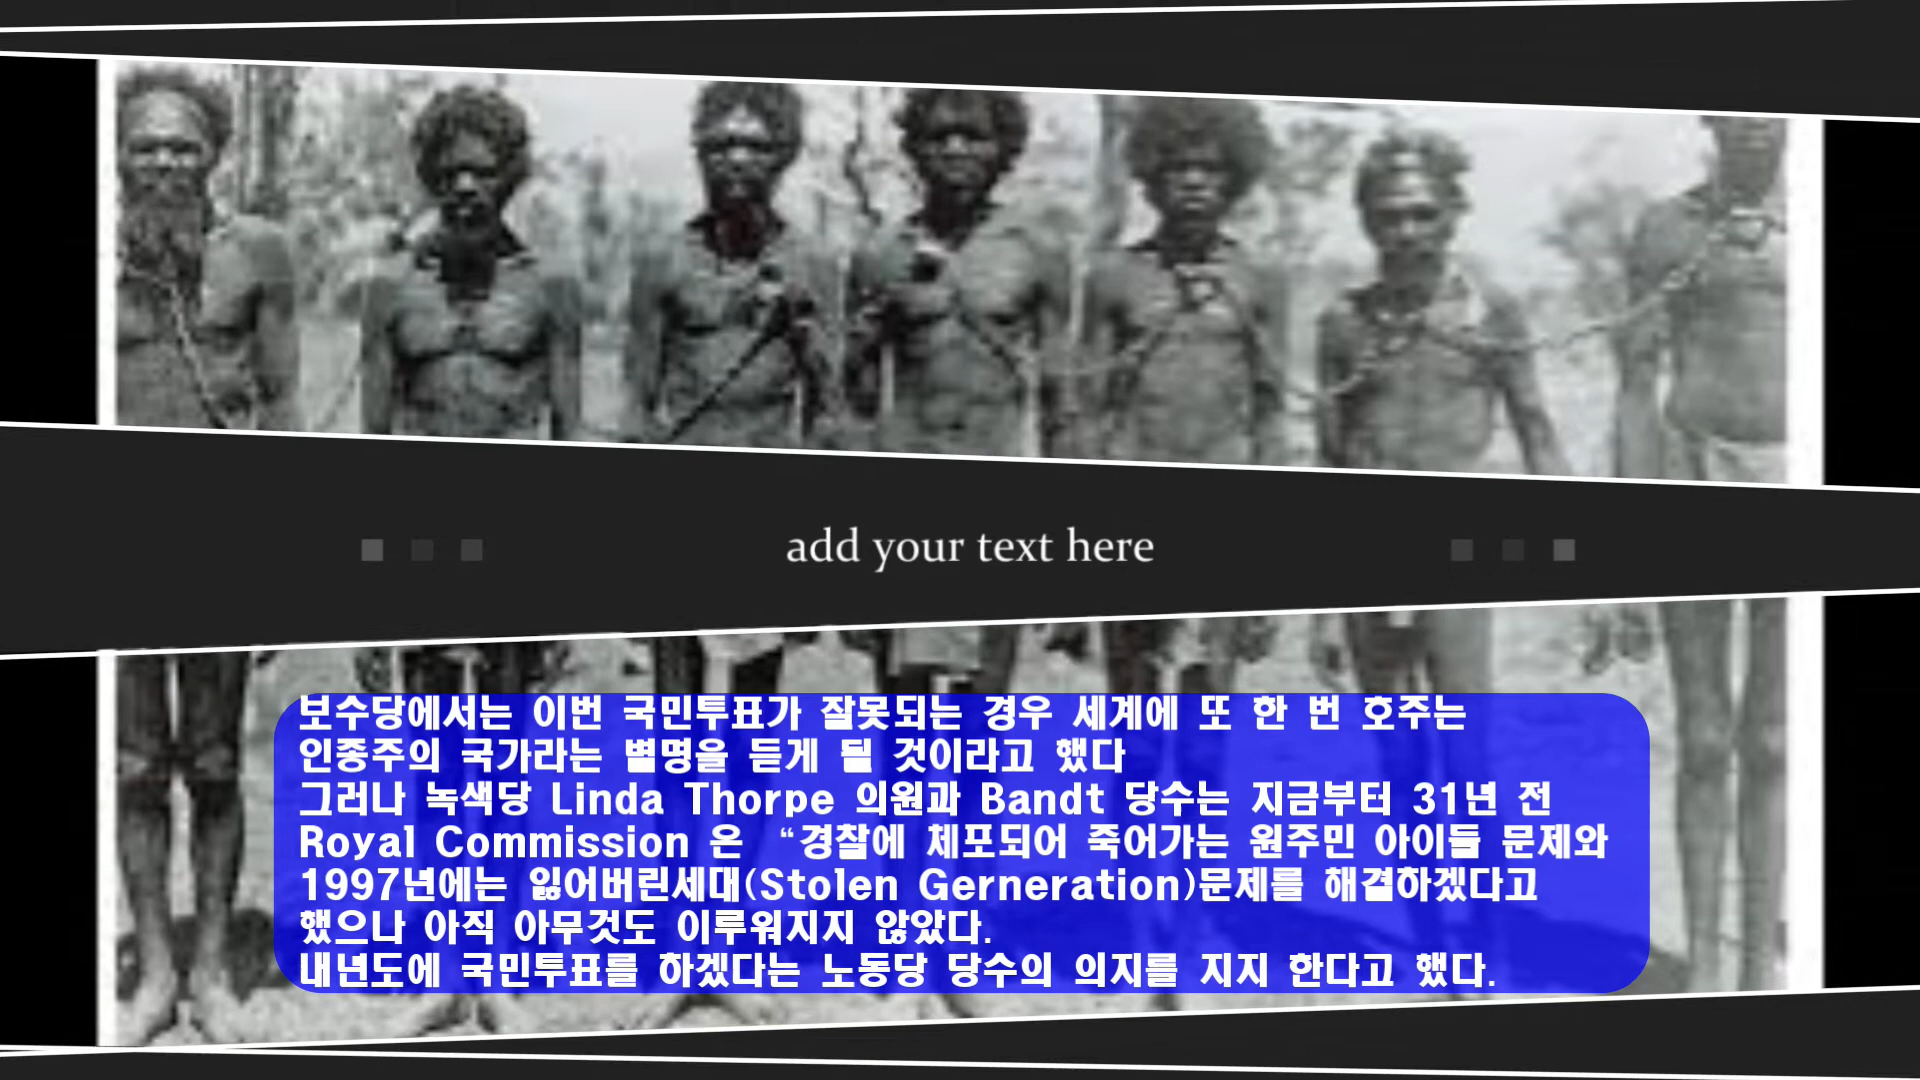 add your text here
보수당에서는 이번 국민투표가 잘못되는 경우 세계에 또 한 번 호주는
인종주의 국가라는 별명을 듣게 될 것이라고 했다
그러나 녹색당 Linda Thorpe 의원과 Bandt 당수는 지금부터 31년 전
Royal Commission 은 “경찰에 체포되어 죽어가는 원주민 아이들 문제와
1997년에는 잃어버린세대(Stolen Gerneration)문제를 해결하겠다고
했으나 아직 아무것도 이루워지지 않았다.
내년도에 국민투표를 하겠다는 노동당 당수의 의지를 지지 한다고 했다.